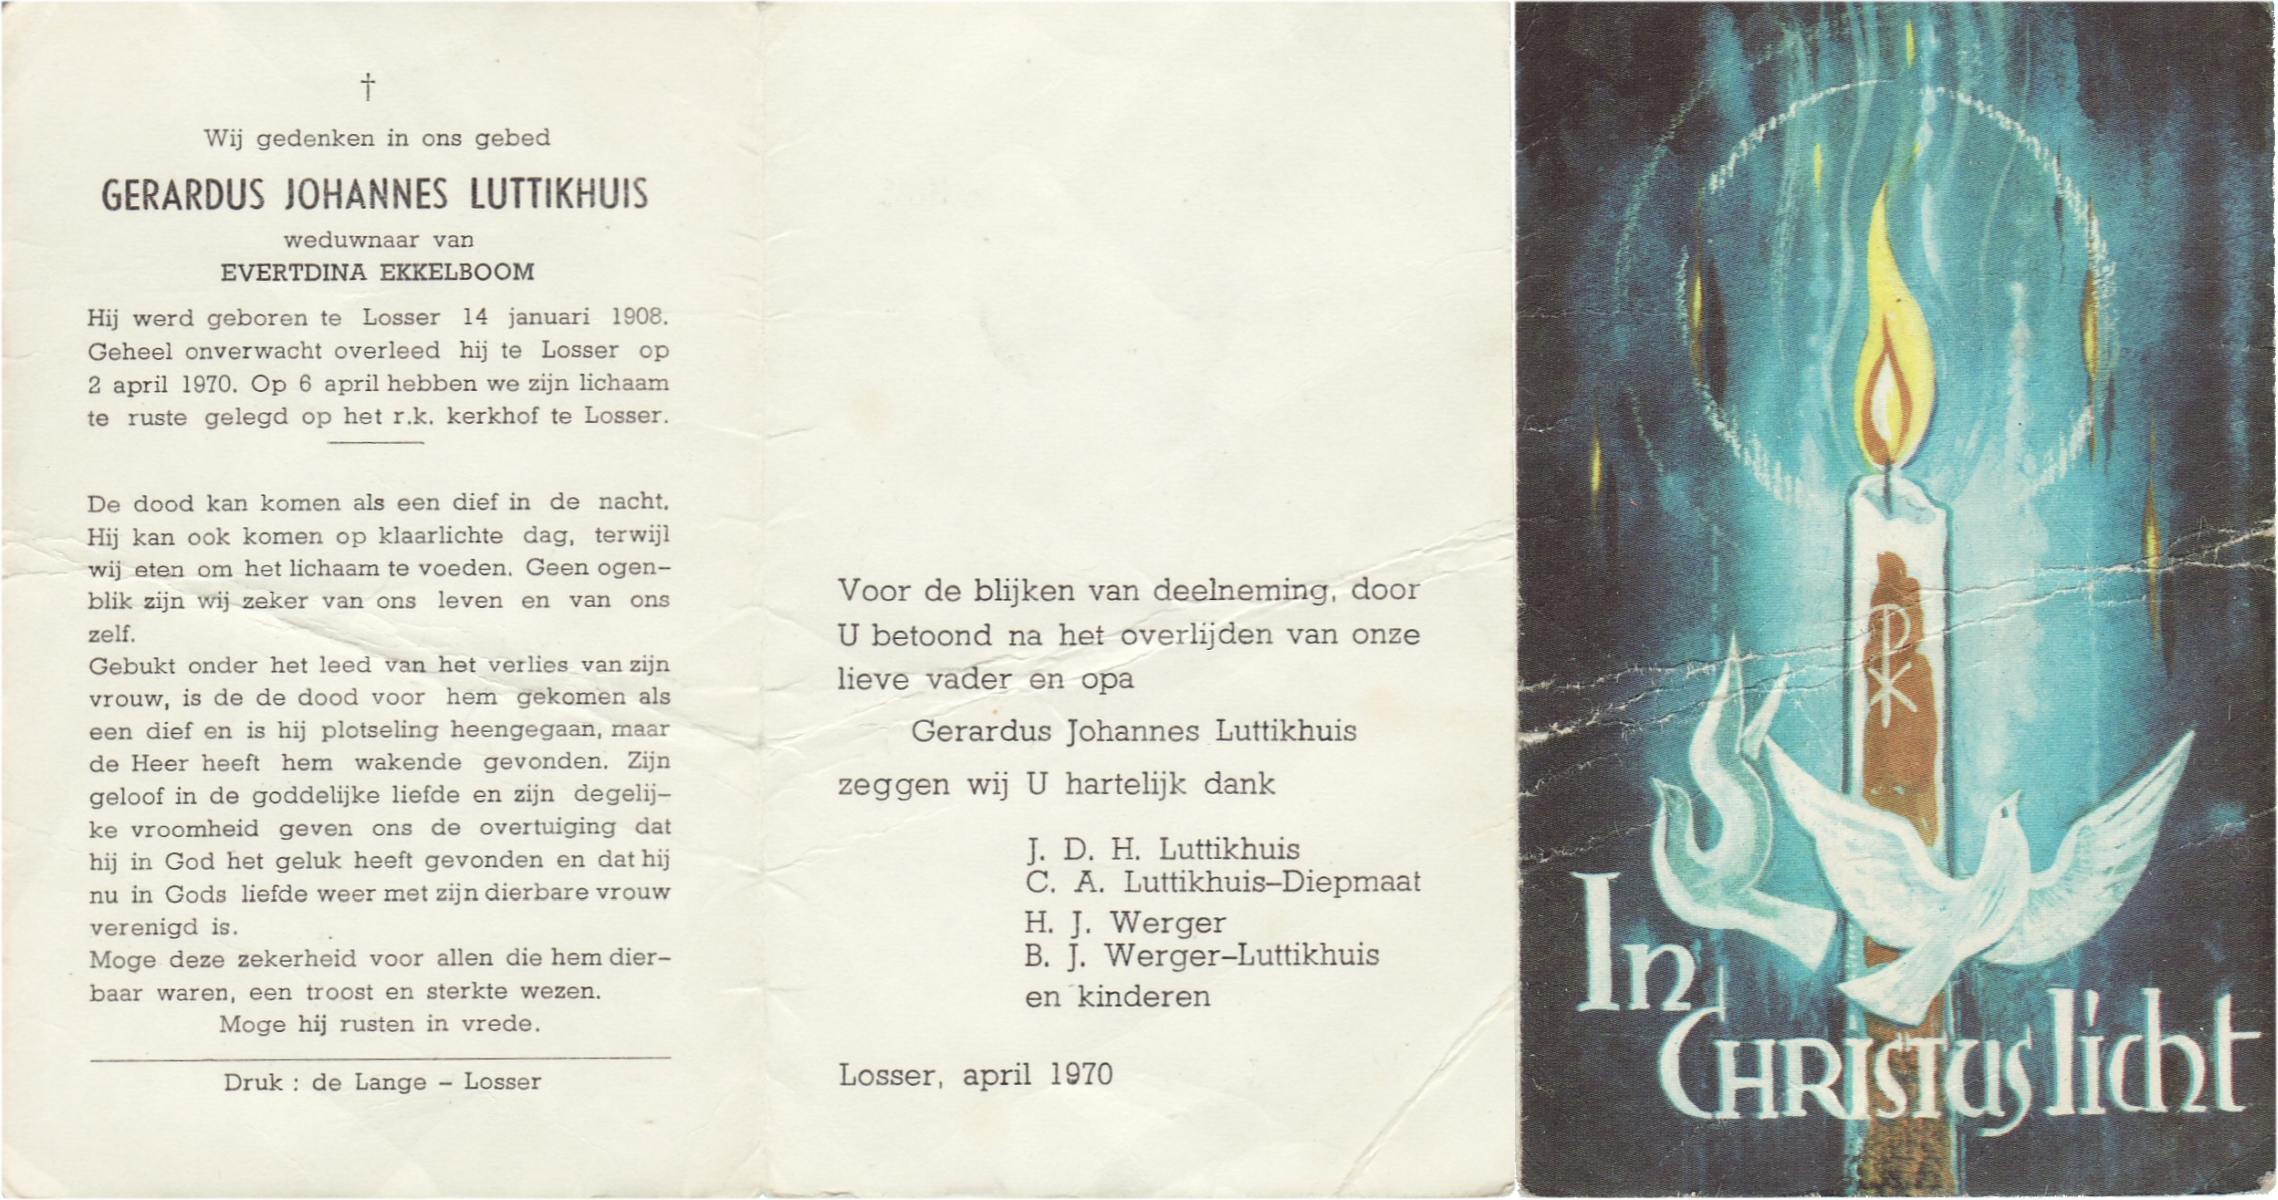 †
Wij gedenken in ons gebed
GERARDUS JOHANNES LUTTIKHUIS
weduwnaar van
EVERTDINA EKKELBOOM
Hij werd geboren te Losser 14 januari 1908.
Geheel onverwacht overleed hij te Losser op
2 april 1970. Op 6 april hebben we zijn lichaam
te ruste gelegd op het r.k. kerkhof te Losser.
De dood kan komen als een dief in de nacht.
Hij kan ook komen op klaarlichte dag, terwijl
wij eten om het lichaam te voeden. Geen ogen-
blik zijn wij zeker van ons leven en van ons
zelf.
Gebukt onder het leed van het verlies van zijn
vrouw, is de de dood voor hem gekomen als
een dief en is hij plotseling heengegaan, maar
de Heer heeft hem wakende gevonden. Zijn
geloof in de goddelijke liefde en zijn degelij-
ke vroomheid geven ons de overtuiging dat
hij in God het geluk heeft gevonden en dat hij
nu in Gods liefde weer met zijn dierbare vrouw
verenigd is.
Moge deze zekerheid voor allen die hem dier-
baar waren, een troost en sterkte wezen.
Moge hij rusten in vrede.
Druk : de Lange – Losser
Voor de blijken van deelneming, door
U betoond na het overlijden van onze
lieve vader en opa
Gerardus Johannes Luttikhuis
zeggen wij U hartelijk dank
J. D. H. Luttikhuis
C. A. Luttikhuis–Diepmaat
H. J. Werger
B. J. Werger–Luttikhuis
en kinderen
Losser, april 1970
In
CHRISTUS licht